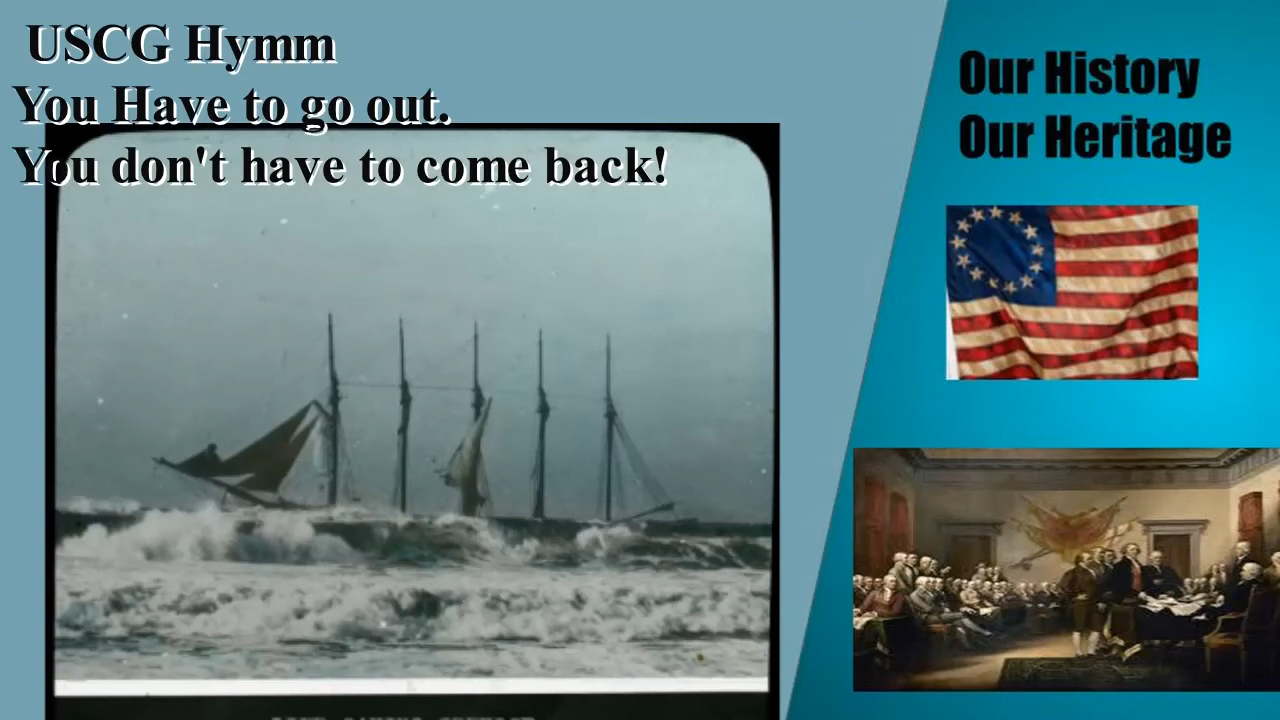 USCG Hymm
You Have to go out.
You don't have to come back!
Our History
Our Heritage